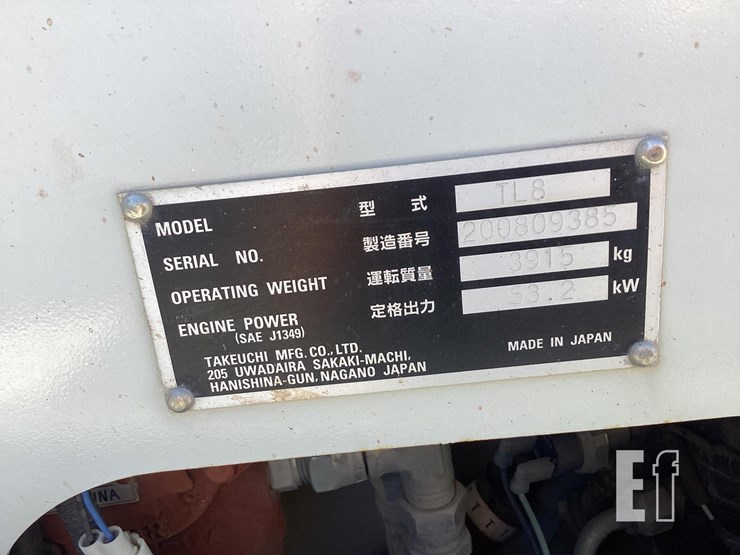 MODEL 型式 TL8
SERIAL NO. 製造番号 200809385
OPERATING WEIGHT 運転質量 3915 kg
ENGINE POWER 定格出力 53.2 kW
(SAE J1349)
TAKEUCHI MFG. CO., LTD.
205 UWADAIRA SAKAKI-MACHI,
HANISHINA-GUN, NAGANO JAPAN
MADE IN JAPAN
Ef